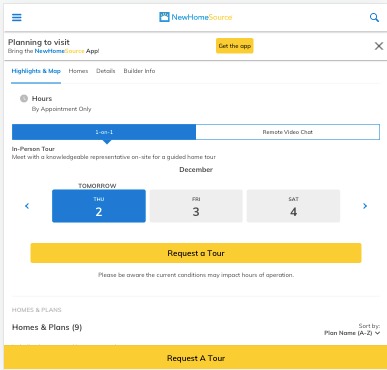 NewHomeSource
Planning to visit
Bring the NewHomeSource App!
Get the app
Highlights & Map Homes Details Builder Info
Hours
By Appointment Only
1-on-1 Remote Video Chat
In-Person Tour
Meet with a knowledgeable representative on-site for a guided home tour
December
TOMORROW
THU FRI SAT
2 3 4
Request a Tour
Please be aware the current conditions may impact hours of operation.
HOMES & PLANS
Homes & Plans (9)
Sort by:
Plan Name (A-Z)
Request A Tour